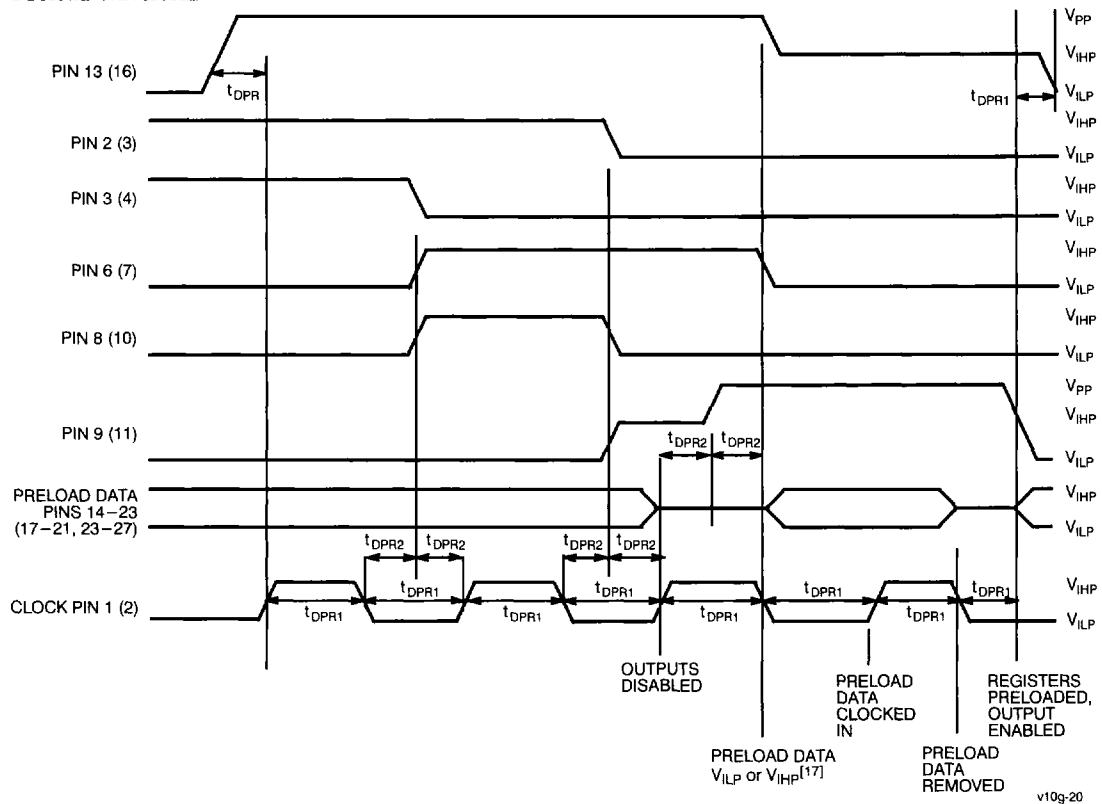 V_PP
PIN 13 (16)
V_IHP
t_DPR
t_DPR1
V_ILP
V_IHP
PIN 2 (3)
V_ILP
PIN 3 (4)
V_IHP
V_ILP
PIN 6 (7)
V_IHP
V_ILP
PIN 8 (10)
V_IHP
V_ILP
V_PP
V_IHP
PIN 9 (11)
t_DPR2 t_DPR2
V_ILP
PRELOAD DATA
PINS 14–23
(17–21, 23–27)
V_IHP
V_ILP
t_DPR2 t_DPR2 t_DPR2 t_DPR2
CLOCK PIN 1 (2)
t_DPR1 t_DPR1 t_DPR1 t_DPR1 t_DPR1 t_DPR1 t_DPR1 t_DPR1
V_IHP
V_ILP
OUTPUTS
DISABLED
PRELOAD
DATA
CLOCKED
IN
REGISTERS
PRELOADED,
OUTPUT
ENABLED
PRELOAD DATA
V_ILP or V_IHP[17]
PRELOAD
DATA
REMOVED
v10g-20